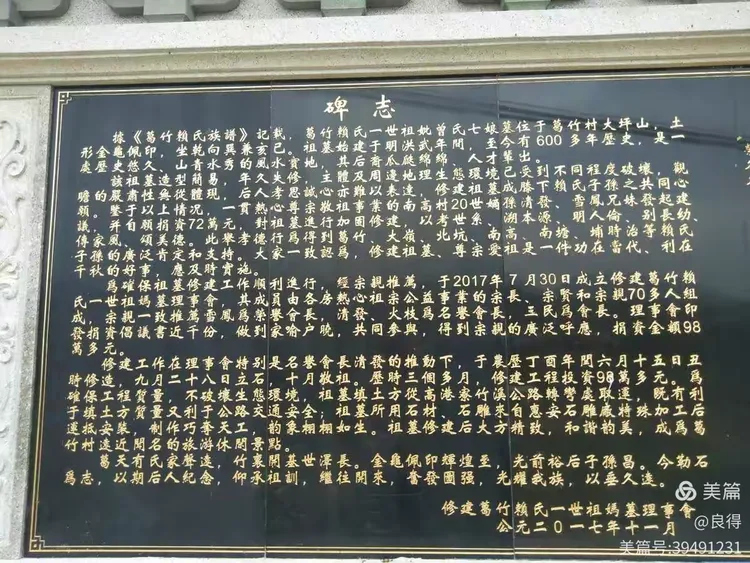 碑志
據《葛竹賴氏族譜》記載，葛竹賴氏一世祖妣曾氏七娘墓位于葛竹村大坪山，土
形金龜佩印，坐乾向巽兼亥巳。祖墓始葬于明洪武年間，至今有600多年歷史，是一
處歷史悠久、山青水秀的風水寶地，其后裔瓜瓞綿綿、人才輩出。
該祖墓造型簡易，年久失修，主體及周邊地理生態環境已受到不同程度破壞，觀
瞻的嚴肅性與從體現，后人孝思誠心亦難以表達，修建祖墓成勝下賴氏子孫之共同心
願。鑒于以上情况，一貫熱心尊宗敬祖事業的南高村20世孫清發、雪鳳兄妹發起建
議，并自願捐資72萬元，對祖墓進行加固修建，以考世系、溯本源、明人倫、别長幼、
傳家風、頌美德。此舉孝德行爲得到葛竹、大嶺、北坑、南高、南塘、埔時治等賴氏
子孫的廣泛肯定和支持。大家一致認爲，修建祖墓、尊宗愛祖是一件功在當代、利在
千秋的好事，應及時實施。
爲確保祖墓修建工作順利進行，經宗親推薦，于2017年7月30日成立修建葛竹賴
氏一世祖媽墓理事會，其成員由各房熱心祖宗公益事業的宗長、宗賢和宗親70多人組
成，宗親一致推薦雪鳳爲榮譽會長，清發、火枝爲名譽會長，三民爲會長。理事會印
發捐資倡議書近千份，做到家喻户曉，共同參與，得到宗親的廣泛呼應，捐資金額98
萬多元。
修建工作在理事會特别是名譽會長清發的推動下，于農歷丁酉年閏六月十五日丑
時修造，九月二十八日立石，十月敬祖。歷時三個多月，修建工程投資98萬多元。爲
確保工程質量，不破壞生態環境，祖墓填土方從高港寮竹溪公路轉彎處取運，既有利
于填土方質量又利于公路交通安全；祖墓所用石材、石雕來自惠安石雕廠特殊加工后
運抵安裝，制作巧奪天工，韵象栩栩如生。祖墓修建后大方精致，和諧韵美，成爲葛
竹村遠近聞名的旅游休閑景點。
葛天有民家聲遠，竹裏開基世澤長。金龜佩印輝煌至，光前裕后子孫昌。今勒石
爲志，以期后人紀念，仰承祖訓，繼往開來，奮發圖强，光耀我族，以垂久遠。
修建葛竹賴氏一世祖媽墓理事會
公元二0一七年十一月
美篇
@良得
美篇号:39491231